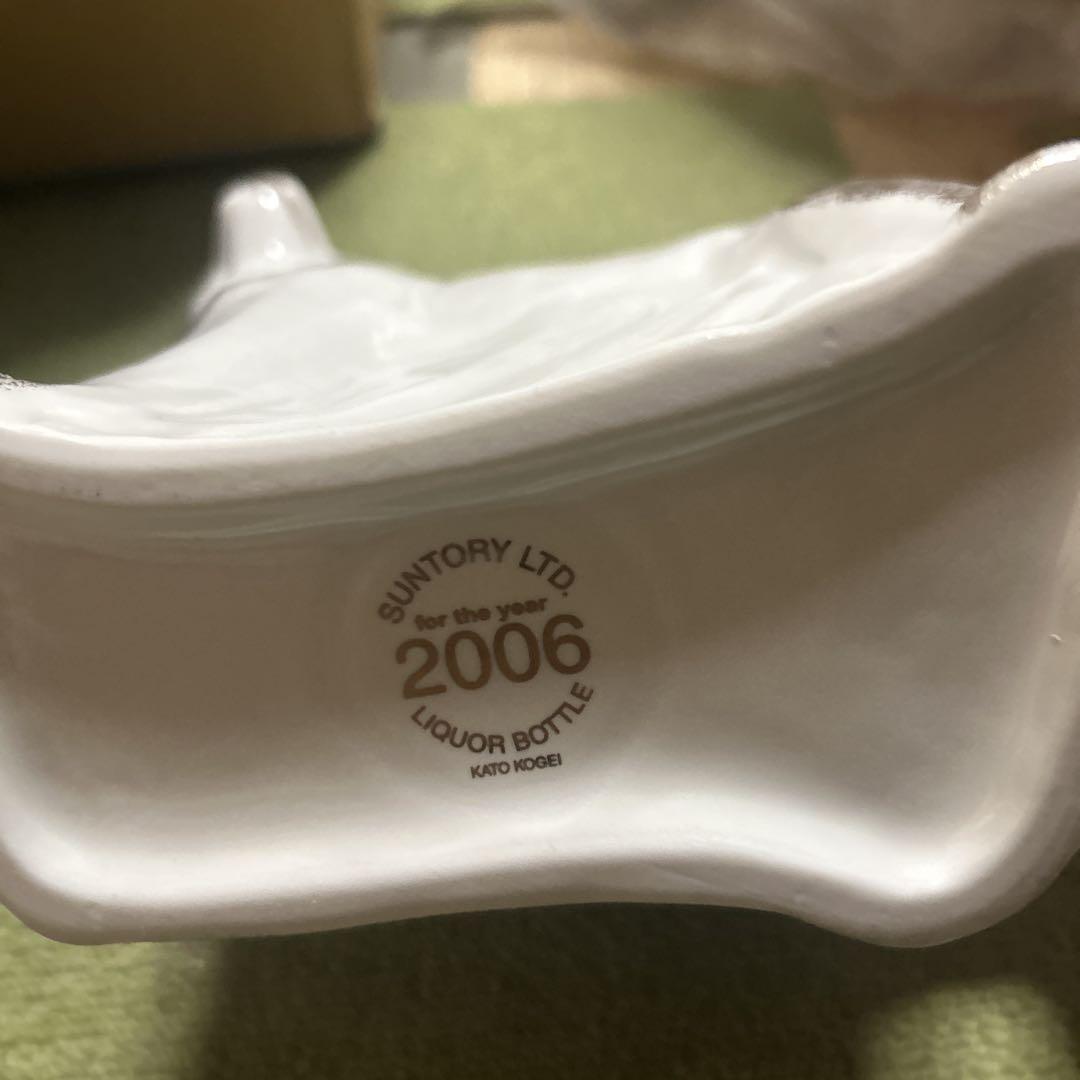 SUNTORY LTD.
for the year
2006
LIQUOR BOTTLE
KATO KOGEI